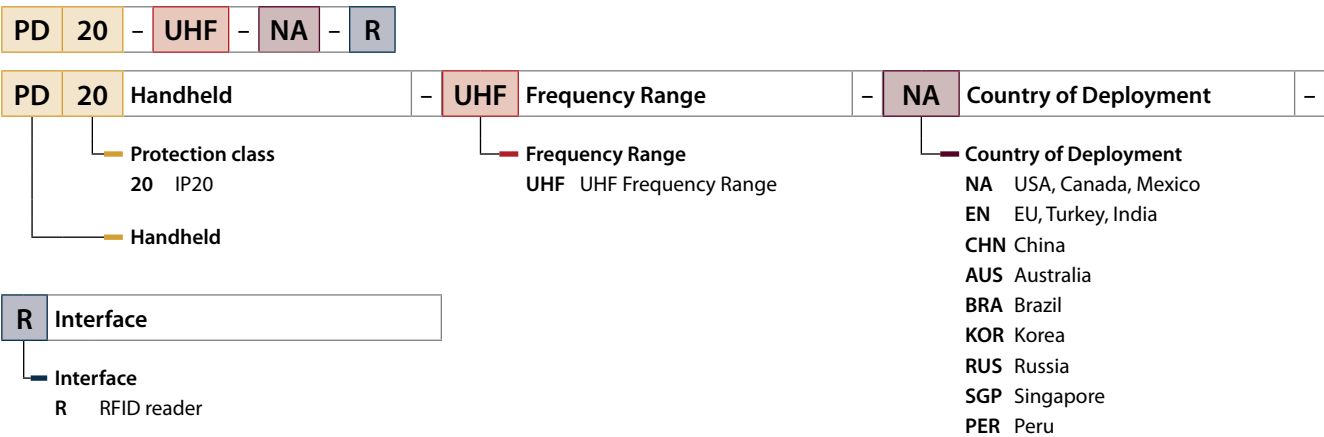 PD 20 – UHF – NA – R
PD 20 Handheld – UHF Frequency Range – NA Country of Deployment –
Protection class
20 IP20
Handheld
Frequency Range
UHF UHF Frequency Range
Country of Deployment
NA USA, Canada, Mexico
EN EU, Turkey, India
CHN China
AUS Australia
BRA Brazil
KOR Korea
RUS Russia
SGP Singapore
PER Peru
R Interface
Interface
R RFID reader